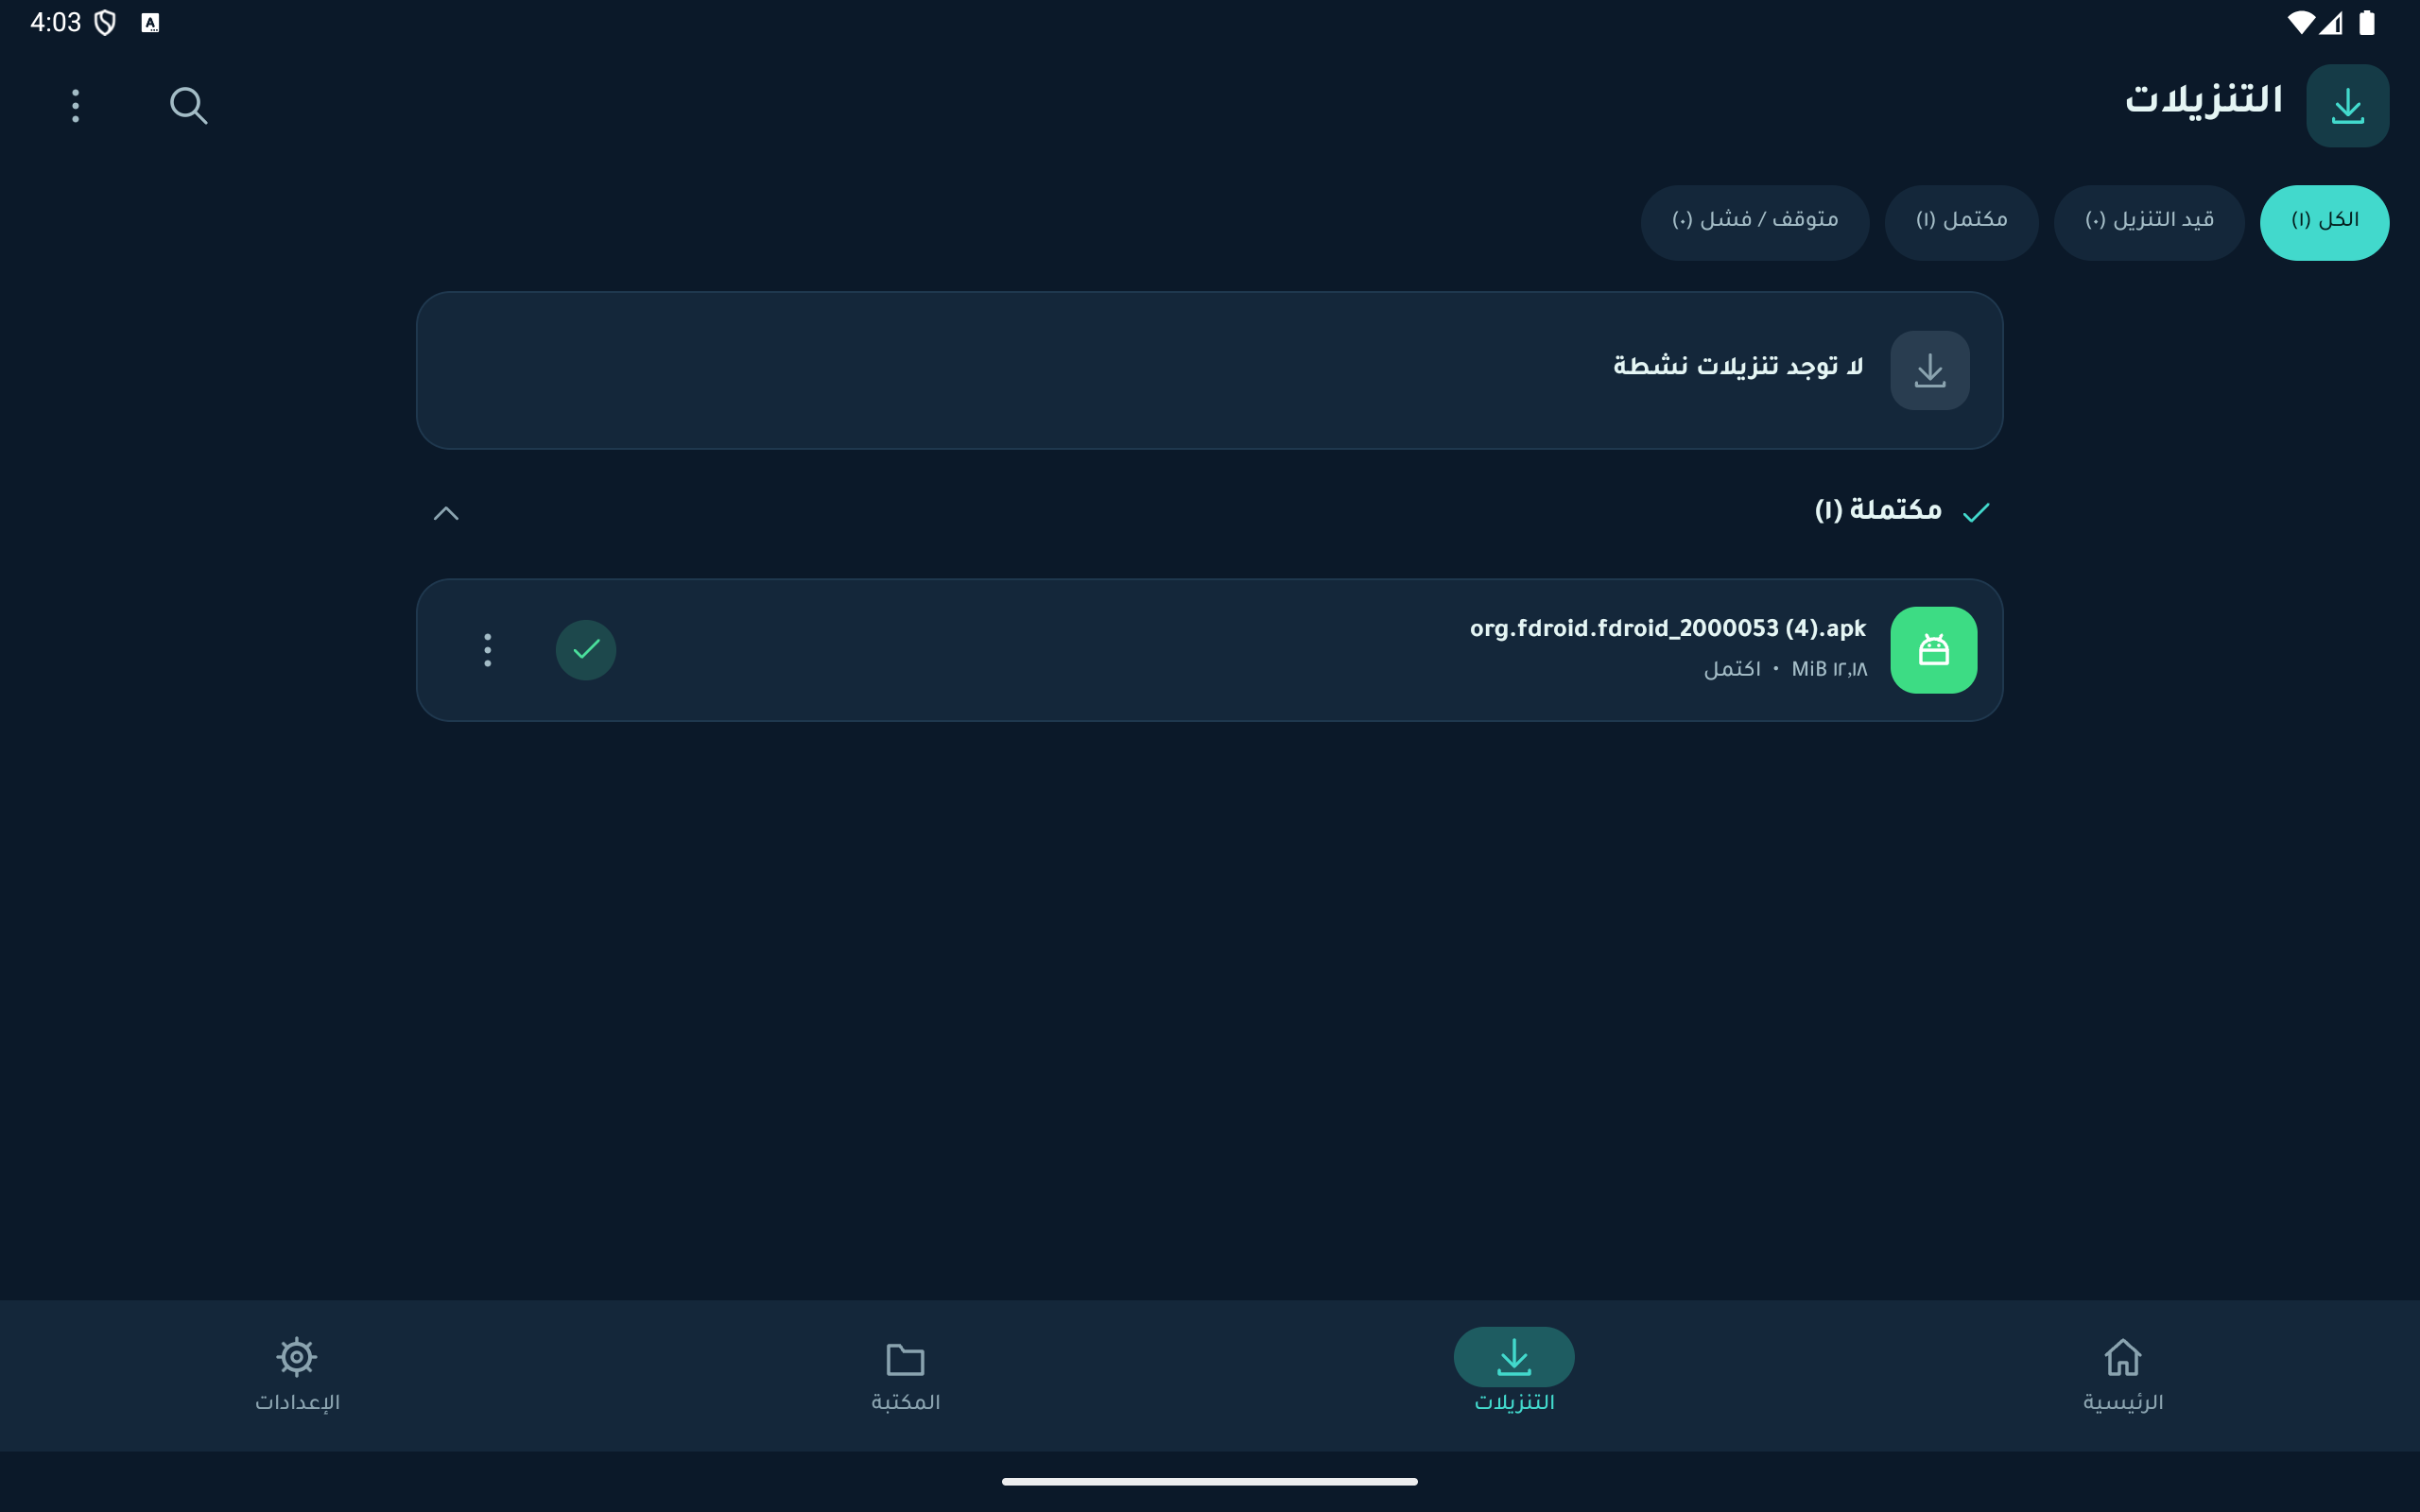 4:03
التنزيلات
الكل (١)
قيد التنزيل (٠)
مكتمل (١)
متوقف / فشل (٠)
لا توجد تنزيلات نشطة
مكتملة (١)
org.fdroid.fdroid_2000053 (4).apk
١٢,١٨ MiB • اكتمل
الرئيسية
التنزيلات
المكتبة
الإعدادات